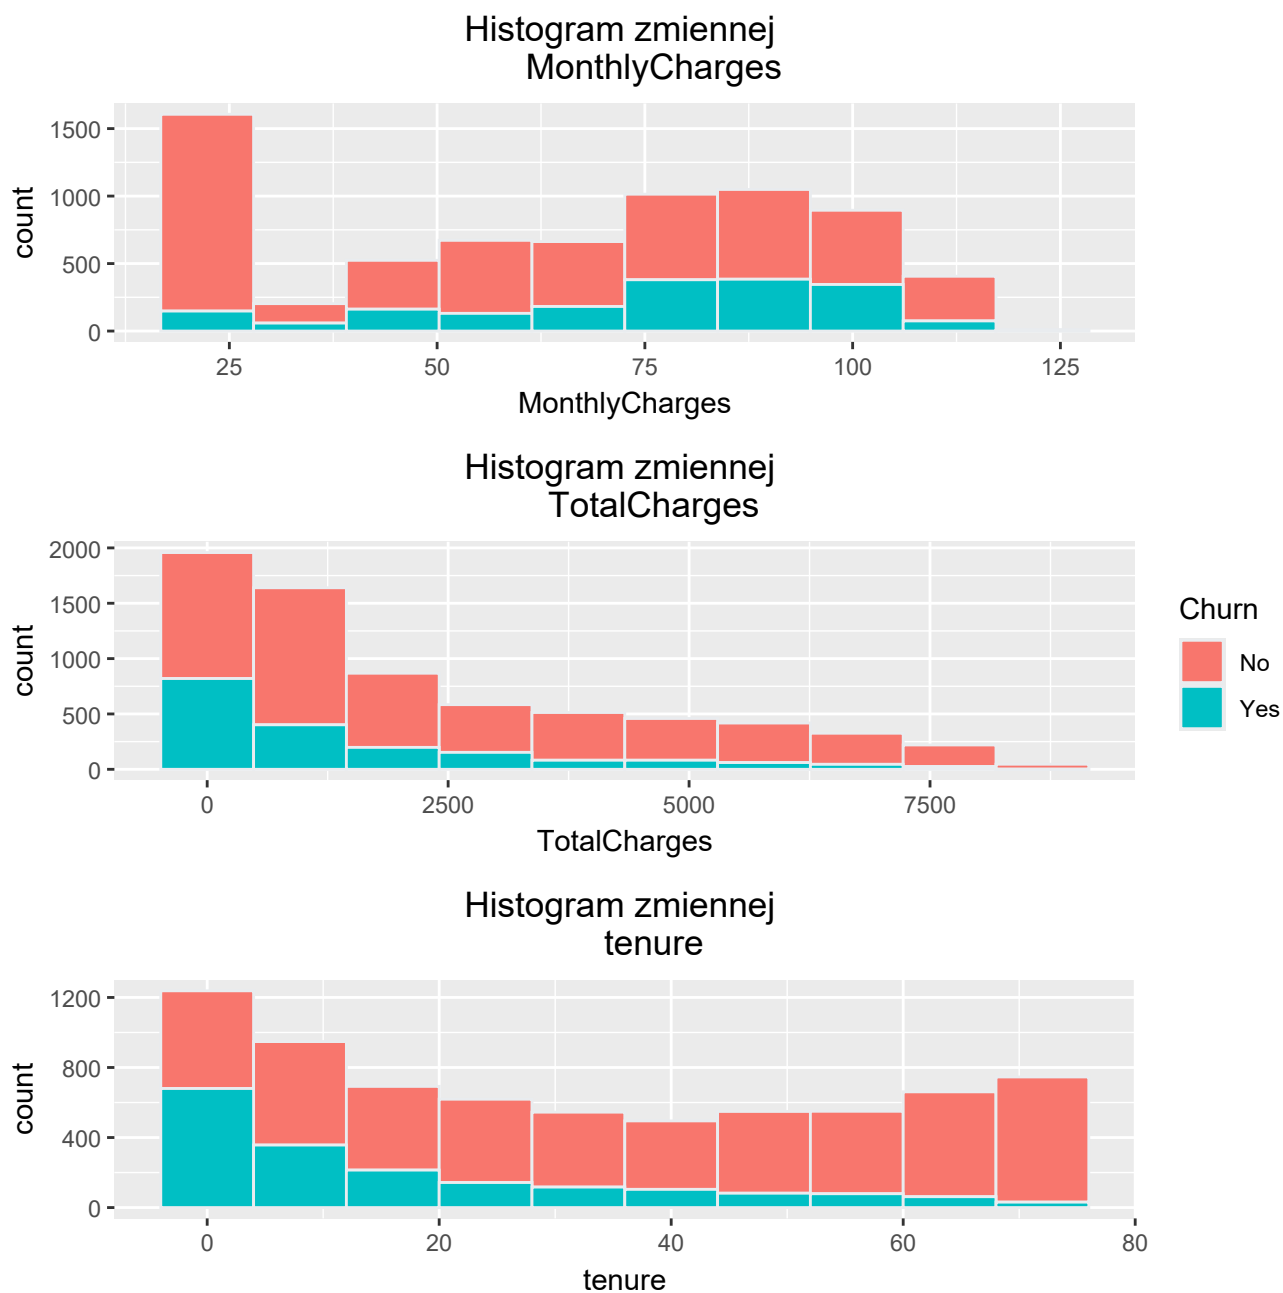 Histogram zmiennej
MonthlyCharges
count
1500
1000
500
0
25 50 75 100 125
MonthlyCharges
Histogram zmiennej
TotalCharges
count
2000
1500
1000
500
0
0 2500 5000 7500
TotalCharges
Churn
No
Yes
Histogram zmiennej
tenure
count
1200
800
400
0
0 20 40 60 80
tenure